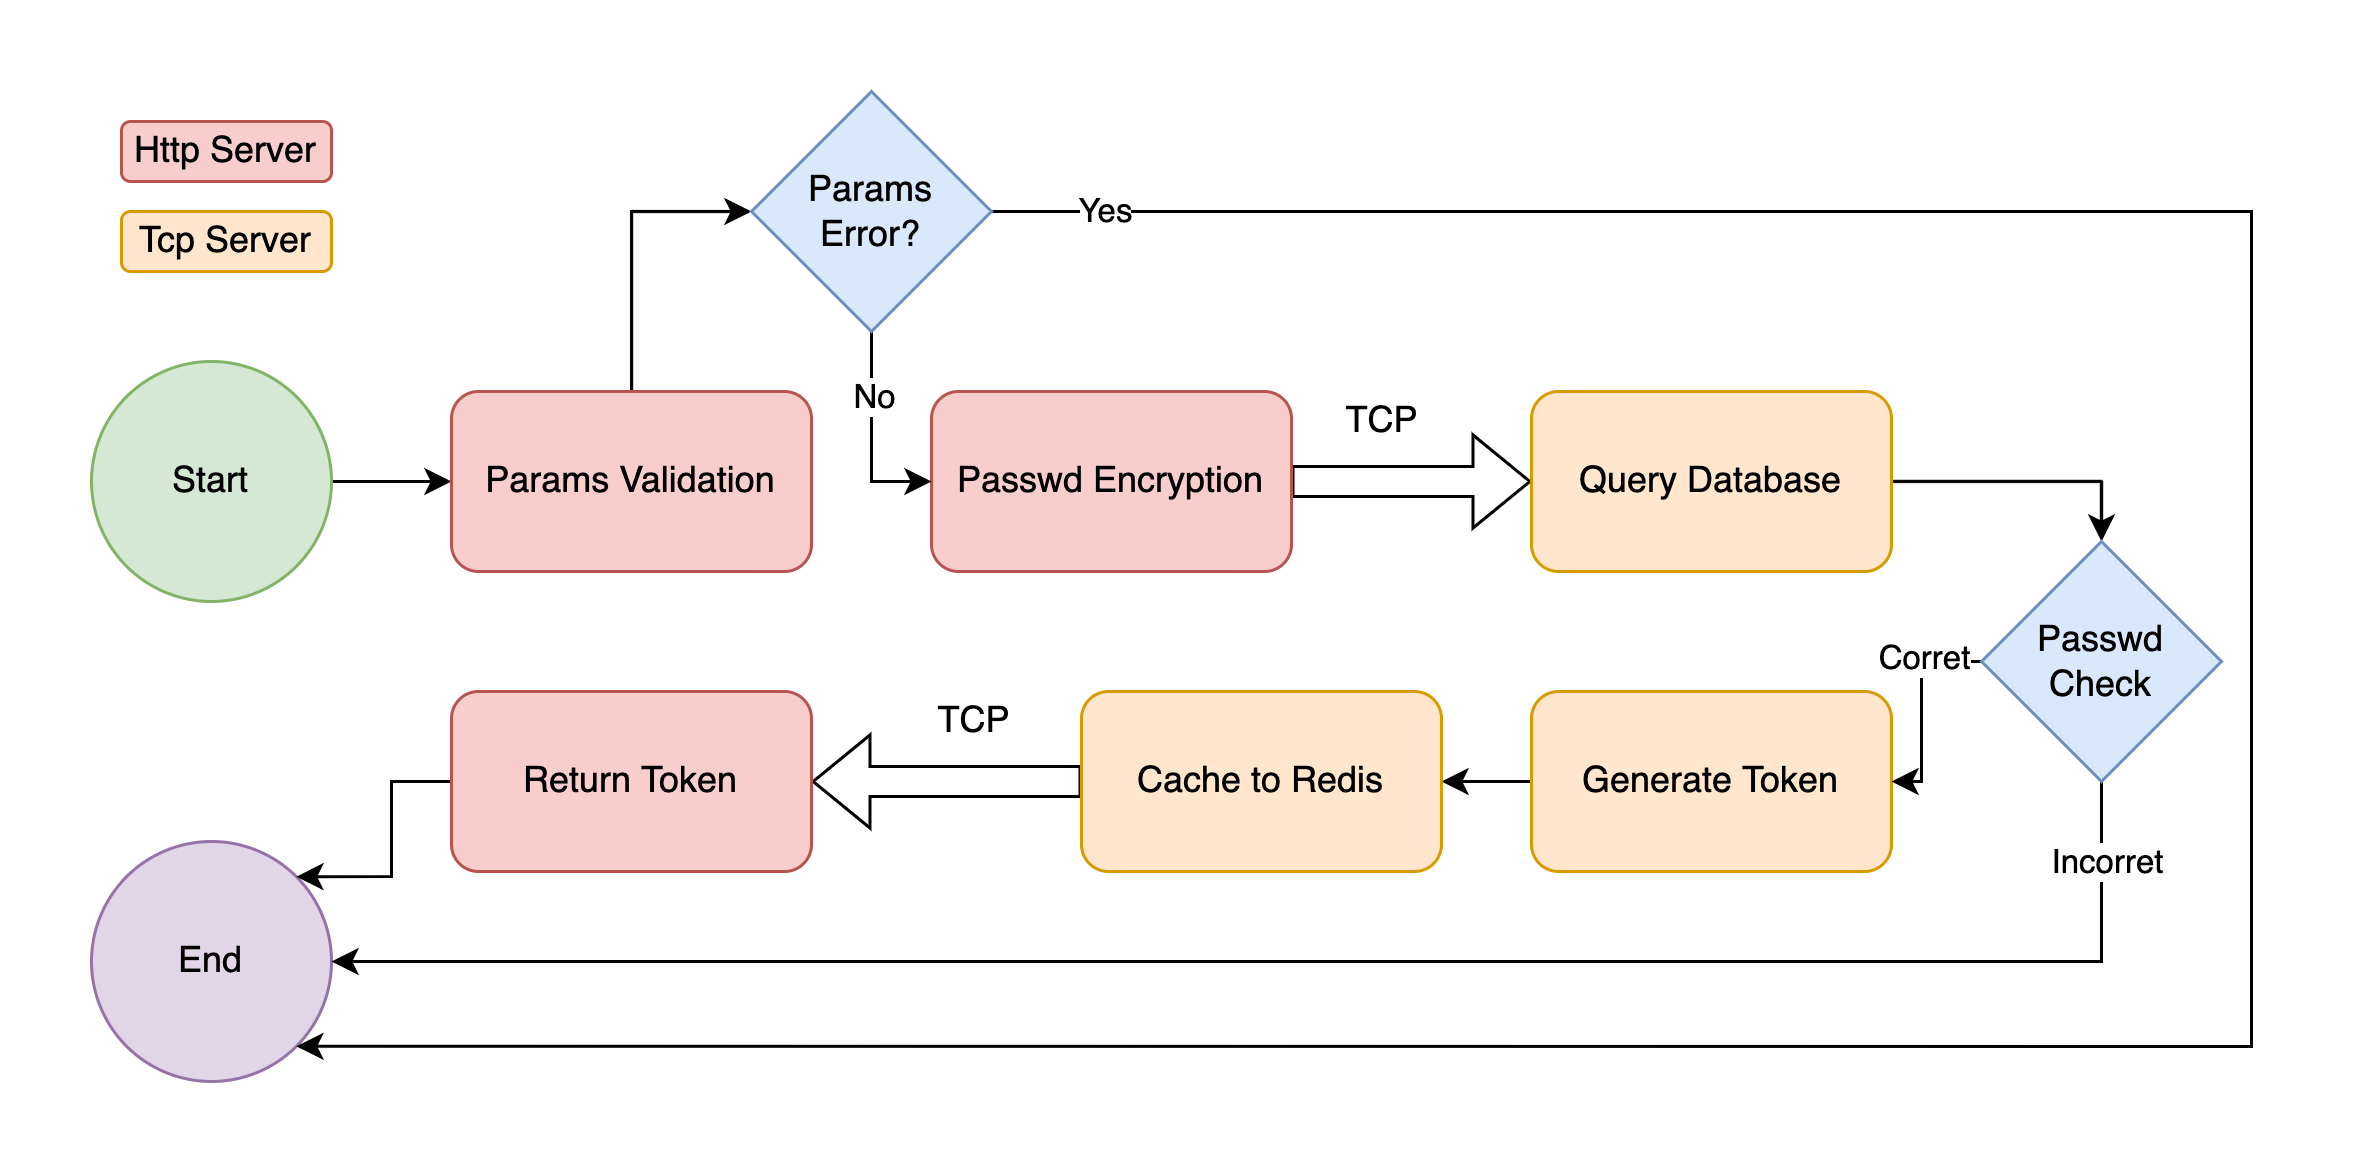 Http Server
Tcp Server
Params
Error?
Yes
No
Start
Params Validation
Passwd Encryption
TCP
Query Database
Passwd
Check
Corret
Incorret
Generate Token
Cache to Redis
TCP
Return Token
End